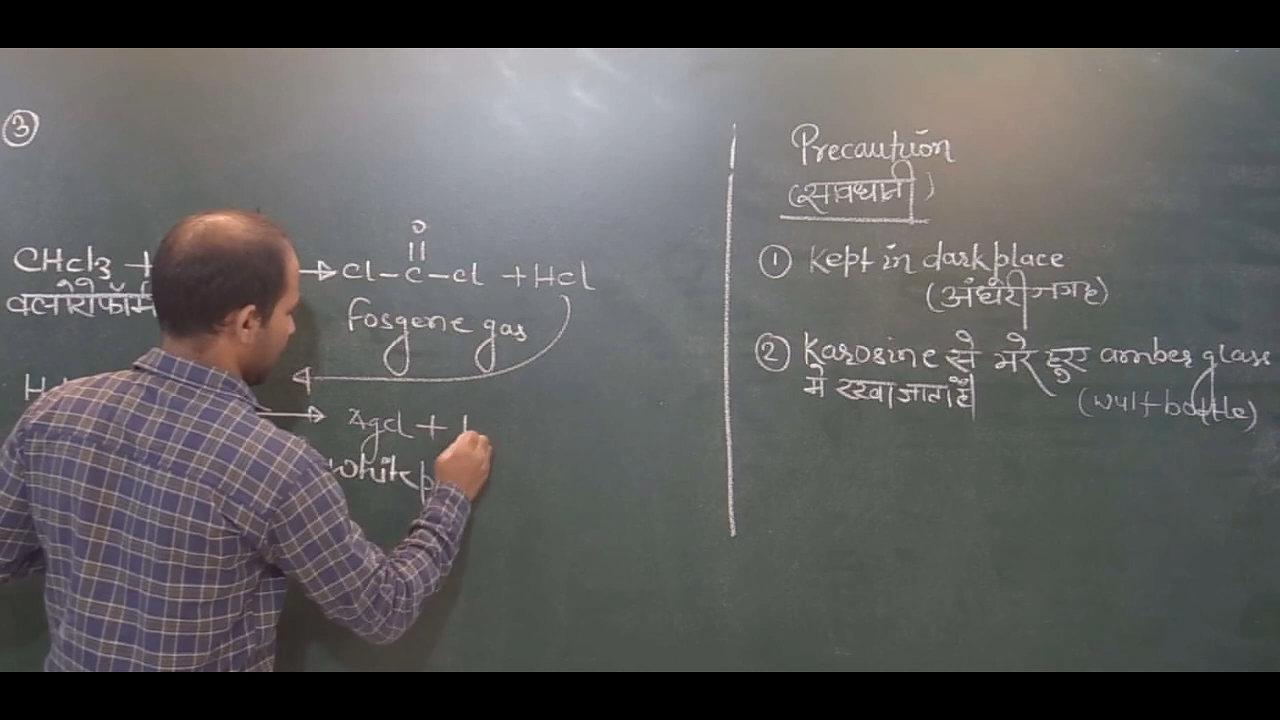 ③
CHCl3 +
क्लोरोफॉर्म
O
||
Cl-C-Cl + HCl
Fosgene gas
H
AgCl +
white p
Precaution
(सावधानी)
① Kept in dark place
(अंधेरी जगह)
② Karosine से भरे हुए amber glass
मे रखा जाता है|
(wulf bottle)